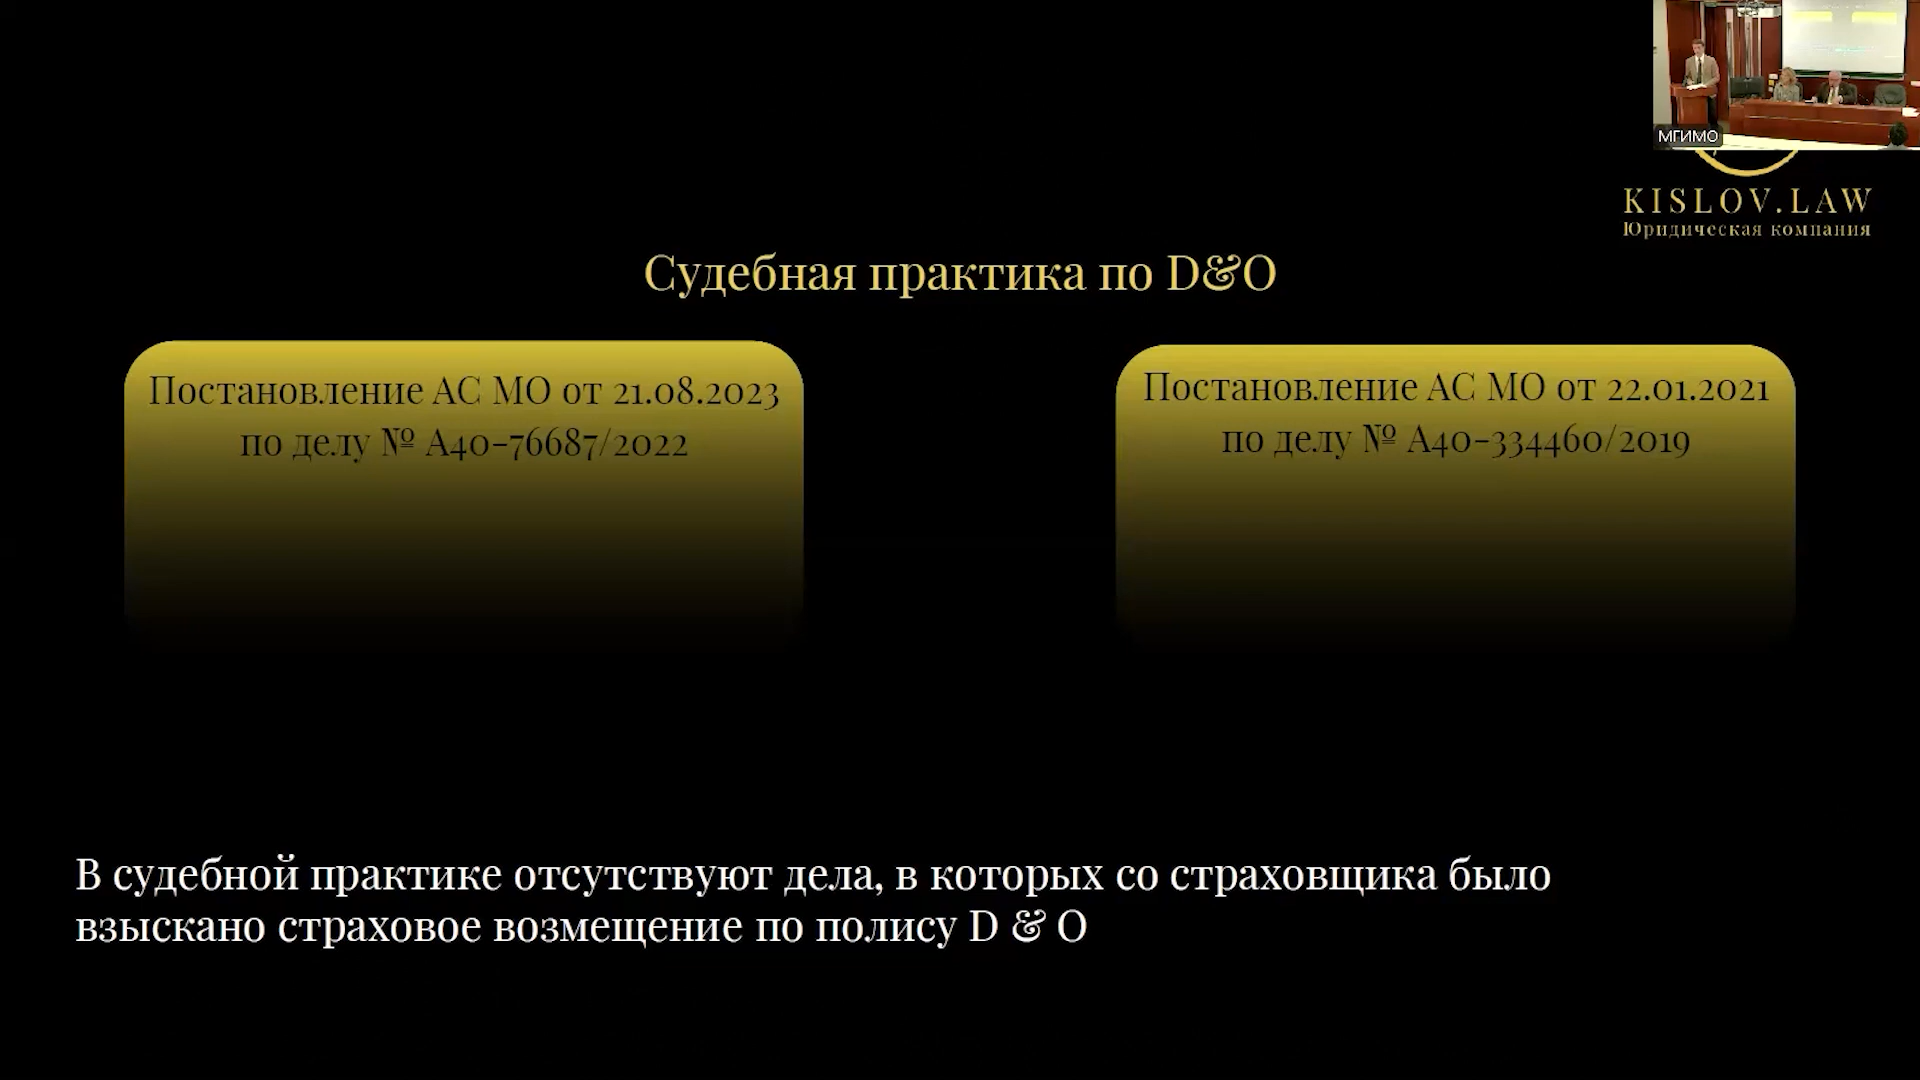 МГИМО
KISLOV.LAW
Юридическая компания
Судебная практика по D&O
Постановление АС МО от 21.08.2023
по делу № А40-76687/2022
Постановление АС МО от 22.01.2021
по делу № А40-334460/2019
В судебной практике отсутствуют дела, в которых со страховщика было
взыскано страховое возмещение по полису D & O